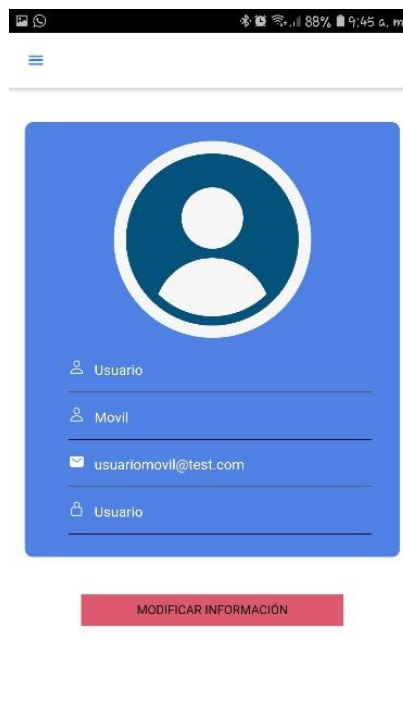 88% 9:45 a. m
Usuario
Movil
usuariomovil@test.com
Usuario
MODIFICAR INFORMACIÓN